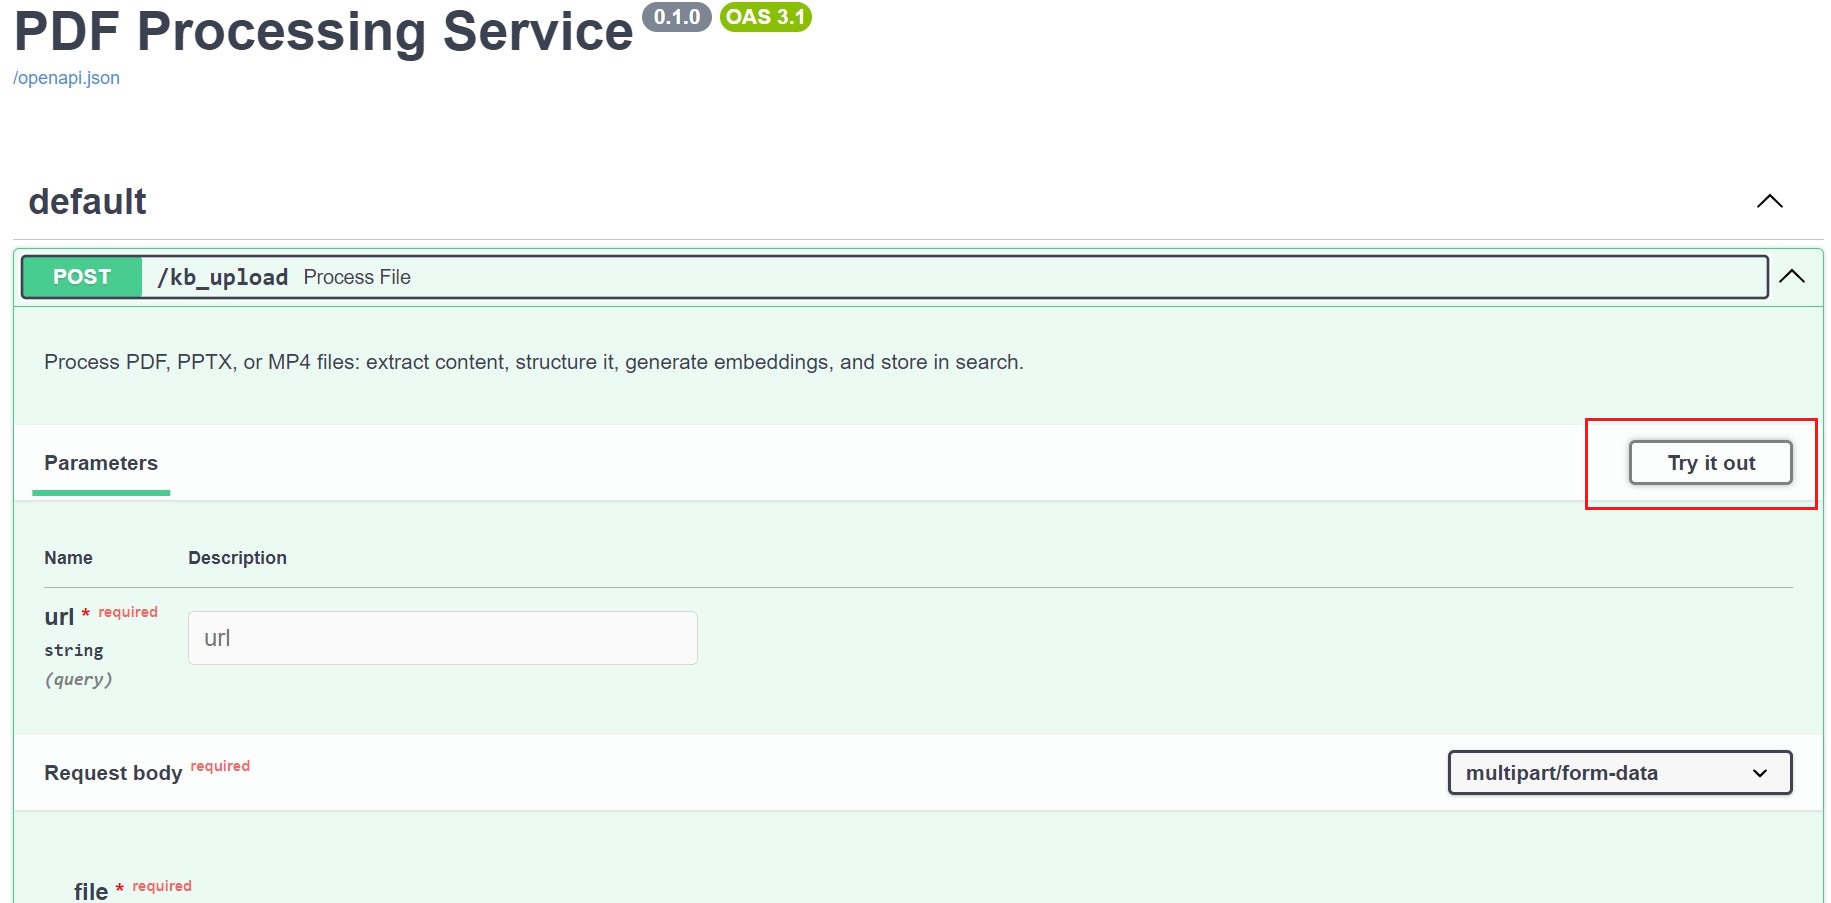 PDF Processing Service 0.1.0 OAS 3.1
/openapi.json
default
POST /kb_upload Process File
Process PDF, PPTX, or MP4 files: extract content, structure it, generate embeddings, and store in search.
Parameters
Try it out
Name Description
url * required
string
(query)
url
Request body required
multipart/form-data
file * required